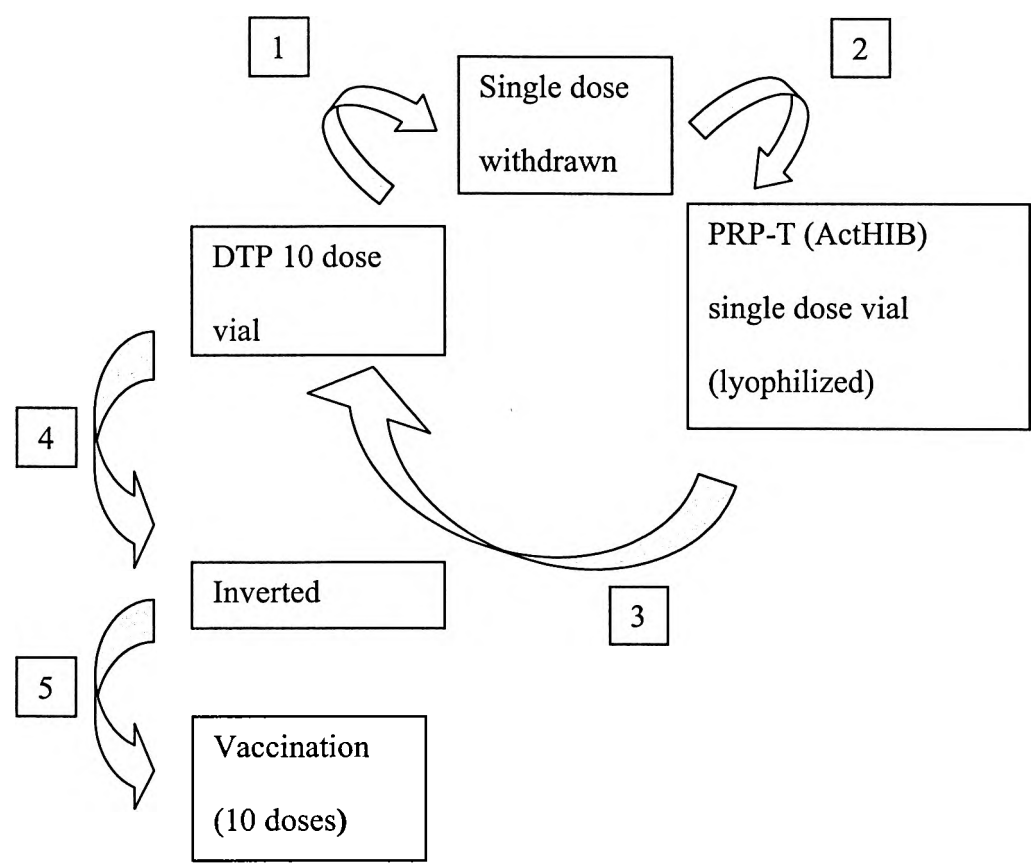 1
2
Single dose
withdrawn
PRP-T (ActHIB)
single dose vial
(lyophilized)
DTP 10 dose
vial
4
Inverted
3
5
Vaccination
(10 doses)